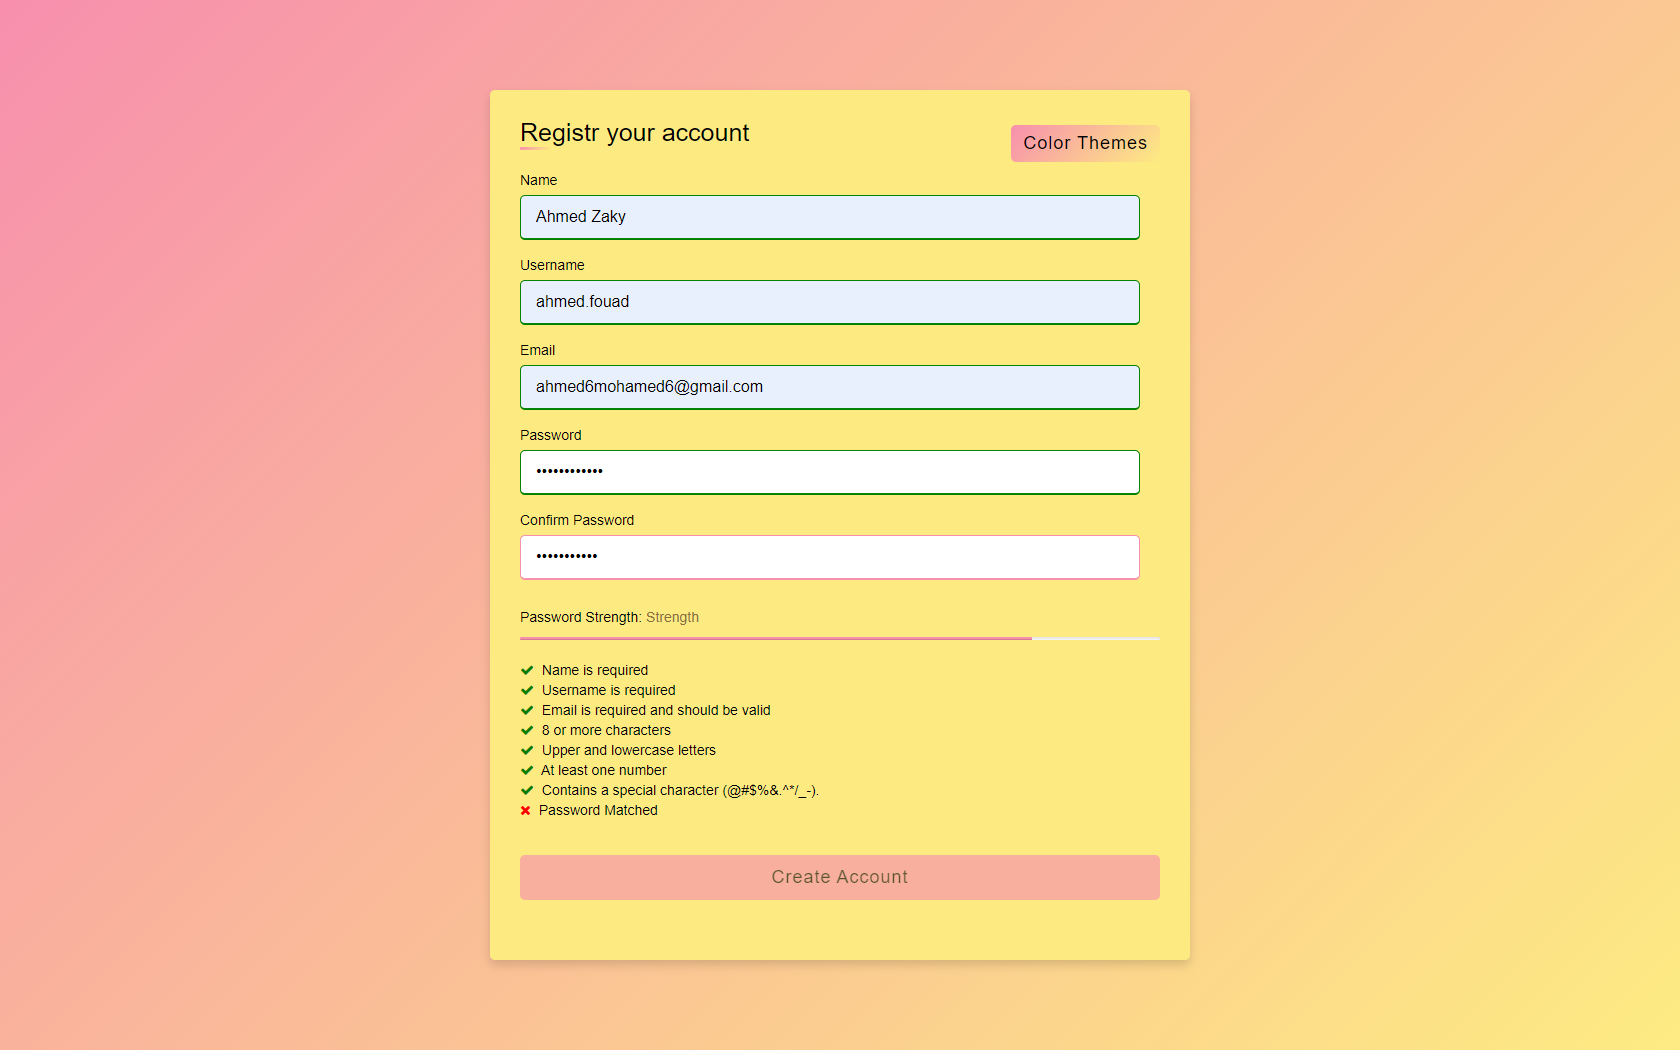 Registr your account
Color Themes
Name
Ahmed Zaky
Username
ahmed.fouad
Email
ahmed6mohamed6@gmail.com
Password
••••••••••••
Confirm Password
•••••••••••
Password Strength: Strength
Name is required
Username is required
Email is required and should be valid
8 or more characters
Upper and lowercase letters
At least one number
Contains a special character (@#$%&.^*/_-).
Password Matched
Create Account